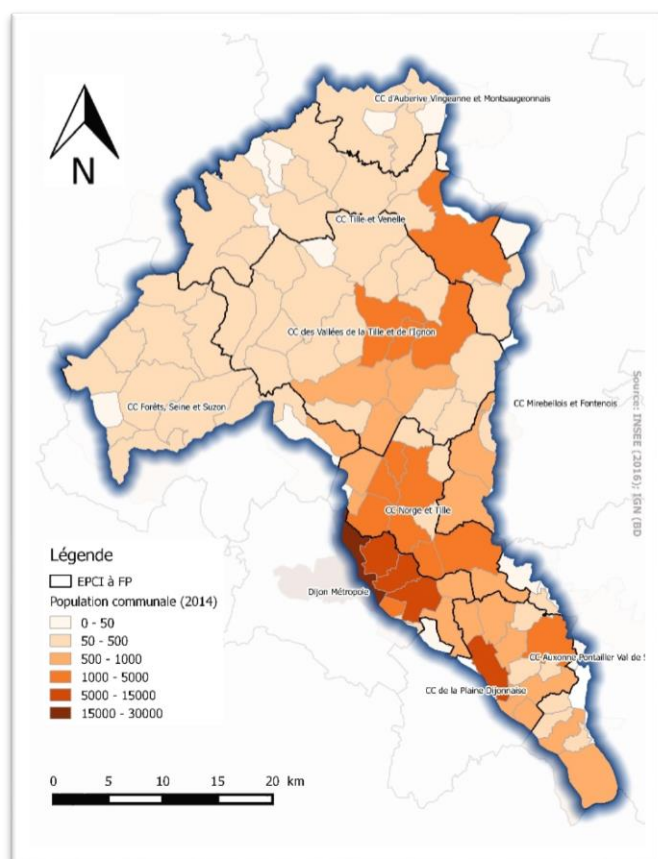 CC d'Auberive Vingeanne et Montsaugeonnais
N
CC Tille et Venelle
CC des Vallées de la Tille et de l'Ignon
CC Forêts, Seine et Suzon
CC Mirebellois et Fontenois
Source: INSEE (2016); IGN (BD
CC Norge et Tille
Légende
EPCI à FP
Population communale (2014)
0 - 50
50 - 500
500 - 1000
1000 - 5000
5000 - 15000
15000 - 30000
Dijon Métropole
CC Auxonne Pontailler Val de S
CC de la Plaine Dijonnaise
0 5 10 15 20 km